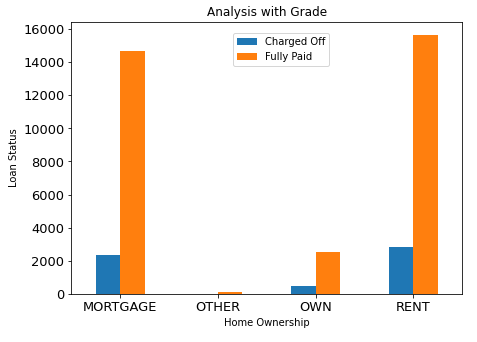 Analysis with Grade
Charged Off
Fully Paid
Loan Status
16000
14000
12000
10000
8000
6000
4000
2000
0
MORTGAGE OTHER OWN RENT
Home Ownership